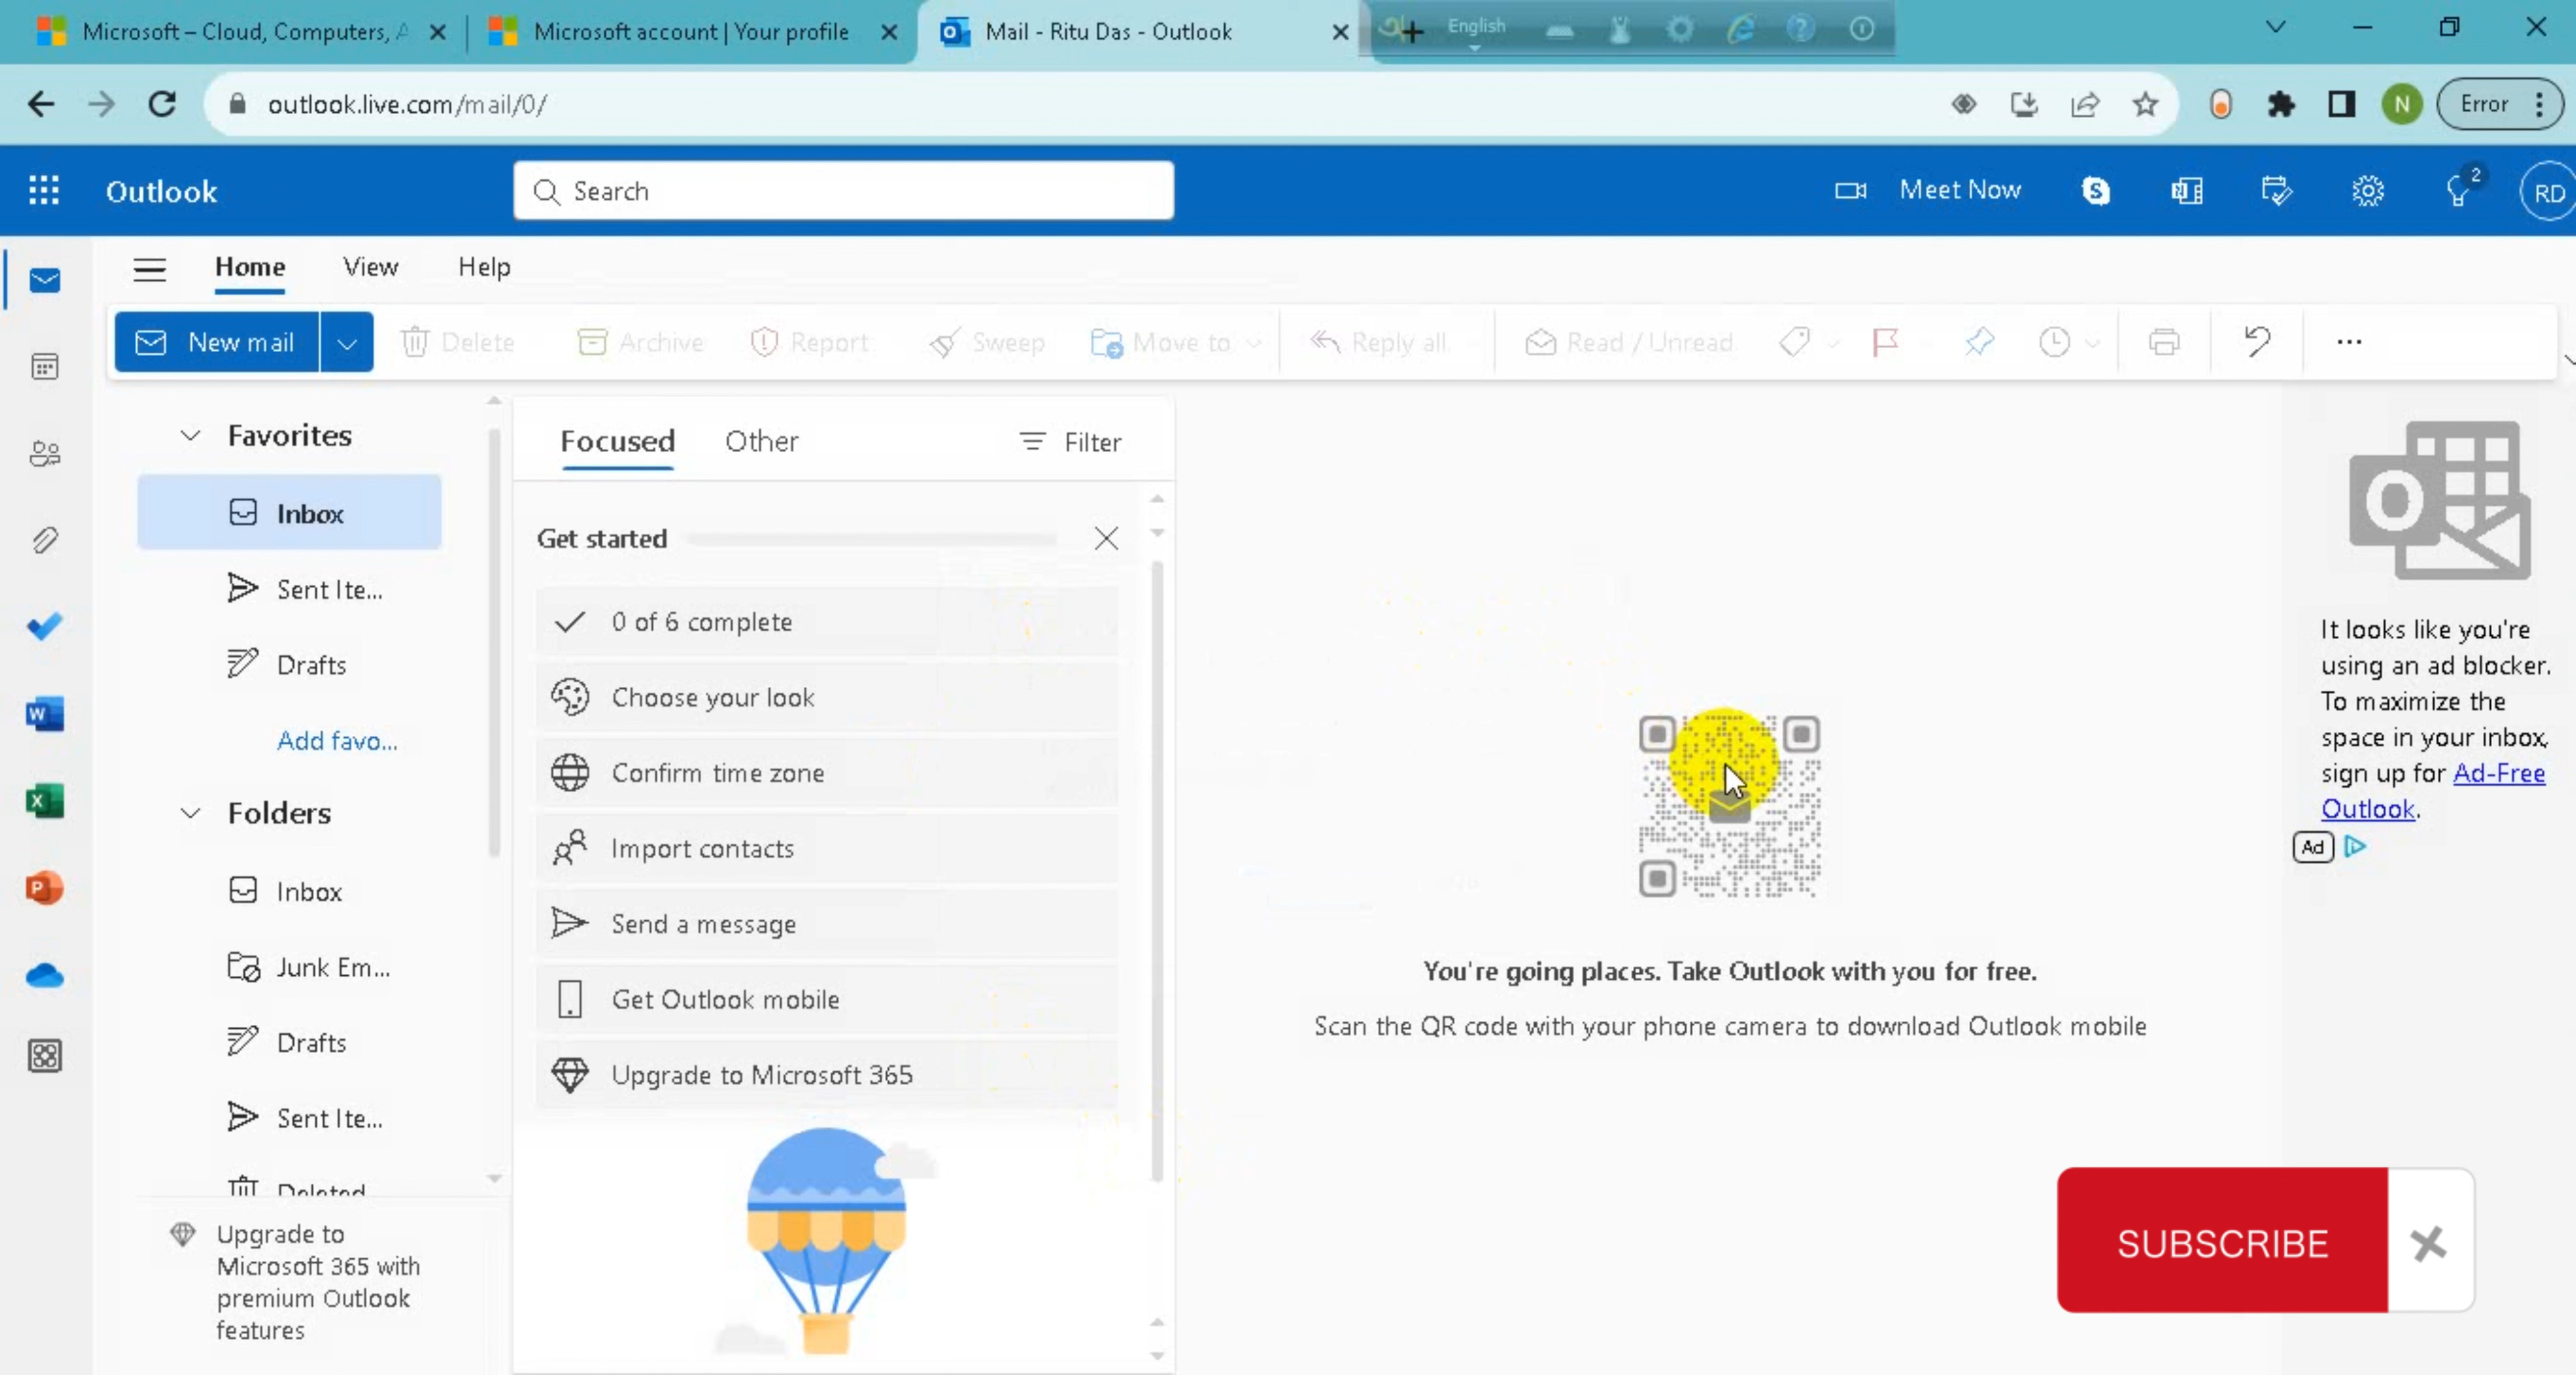 Microsoft – Cloud, Computers, A
Microsoft account | Your profile
Mail - Ritu Das - Outlook
English
outlook.live.com/mail/0/
N
Error
Outlook
Search
Meet Now
2
RD
Home
View
Help
New mail
Delete
Archive
Report
Sweep
Move to
Reply all
Read / Unread
...
Favorites
Inbox
Sent Ite...
Drafts
Add favo...
Folders
Inbox
Junk Em...
Drafts
Sent Ite...
Deleted
Upgrade to
Microsoft 365 with
premium Outlook
features
Focused
Other
Filter
Get started
0 of 6 complete
Choose your look
Confirm time zone
Import contacts
Send a message
Get Outlook mobile
Upgrade to Microsoft 365
You're going places. Take Outlook with you for free.
Scan the QR code with your phone camera to download Outlook mobile
It looks like you're
using an ad blocker.
To maximize the
space in your inbox,
sign up for Ad-Free
Outlook.
Ad
SUBSCRIBE